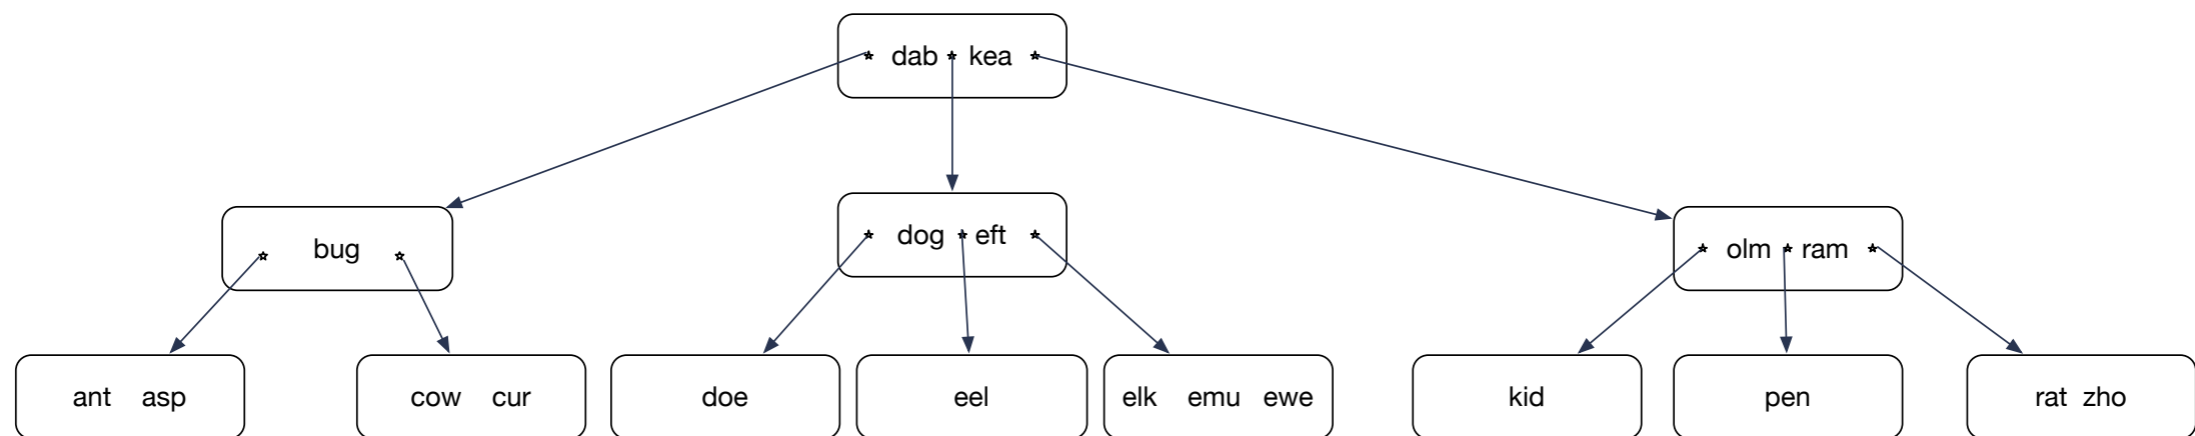 dab kea
bug
dog eft
olm ram
ant asp
cow cur
doe
eel
elk emu ewe
kid
pen
rat zho